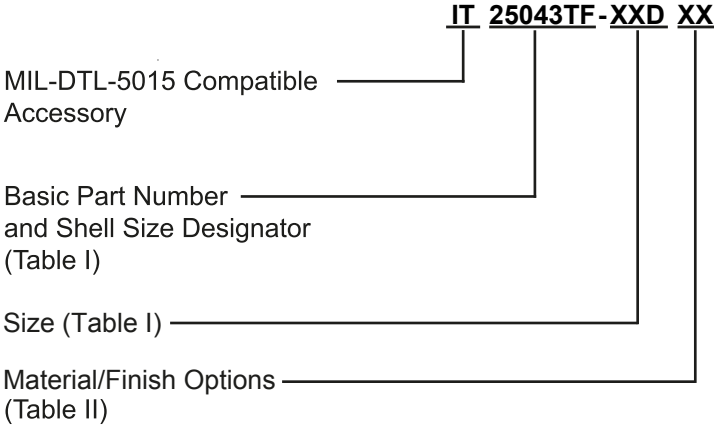 IT 25043TF-XXD XX
MIL-DTL-5015 Compatible
Accessory
Basic Part Number
and Shell Size Designator
(Table I)
Size (Table I)
Material/Finish Options
(Table II)